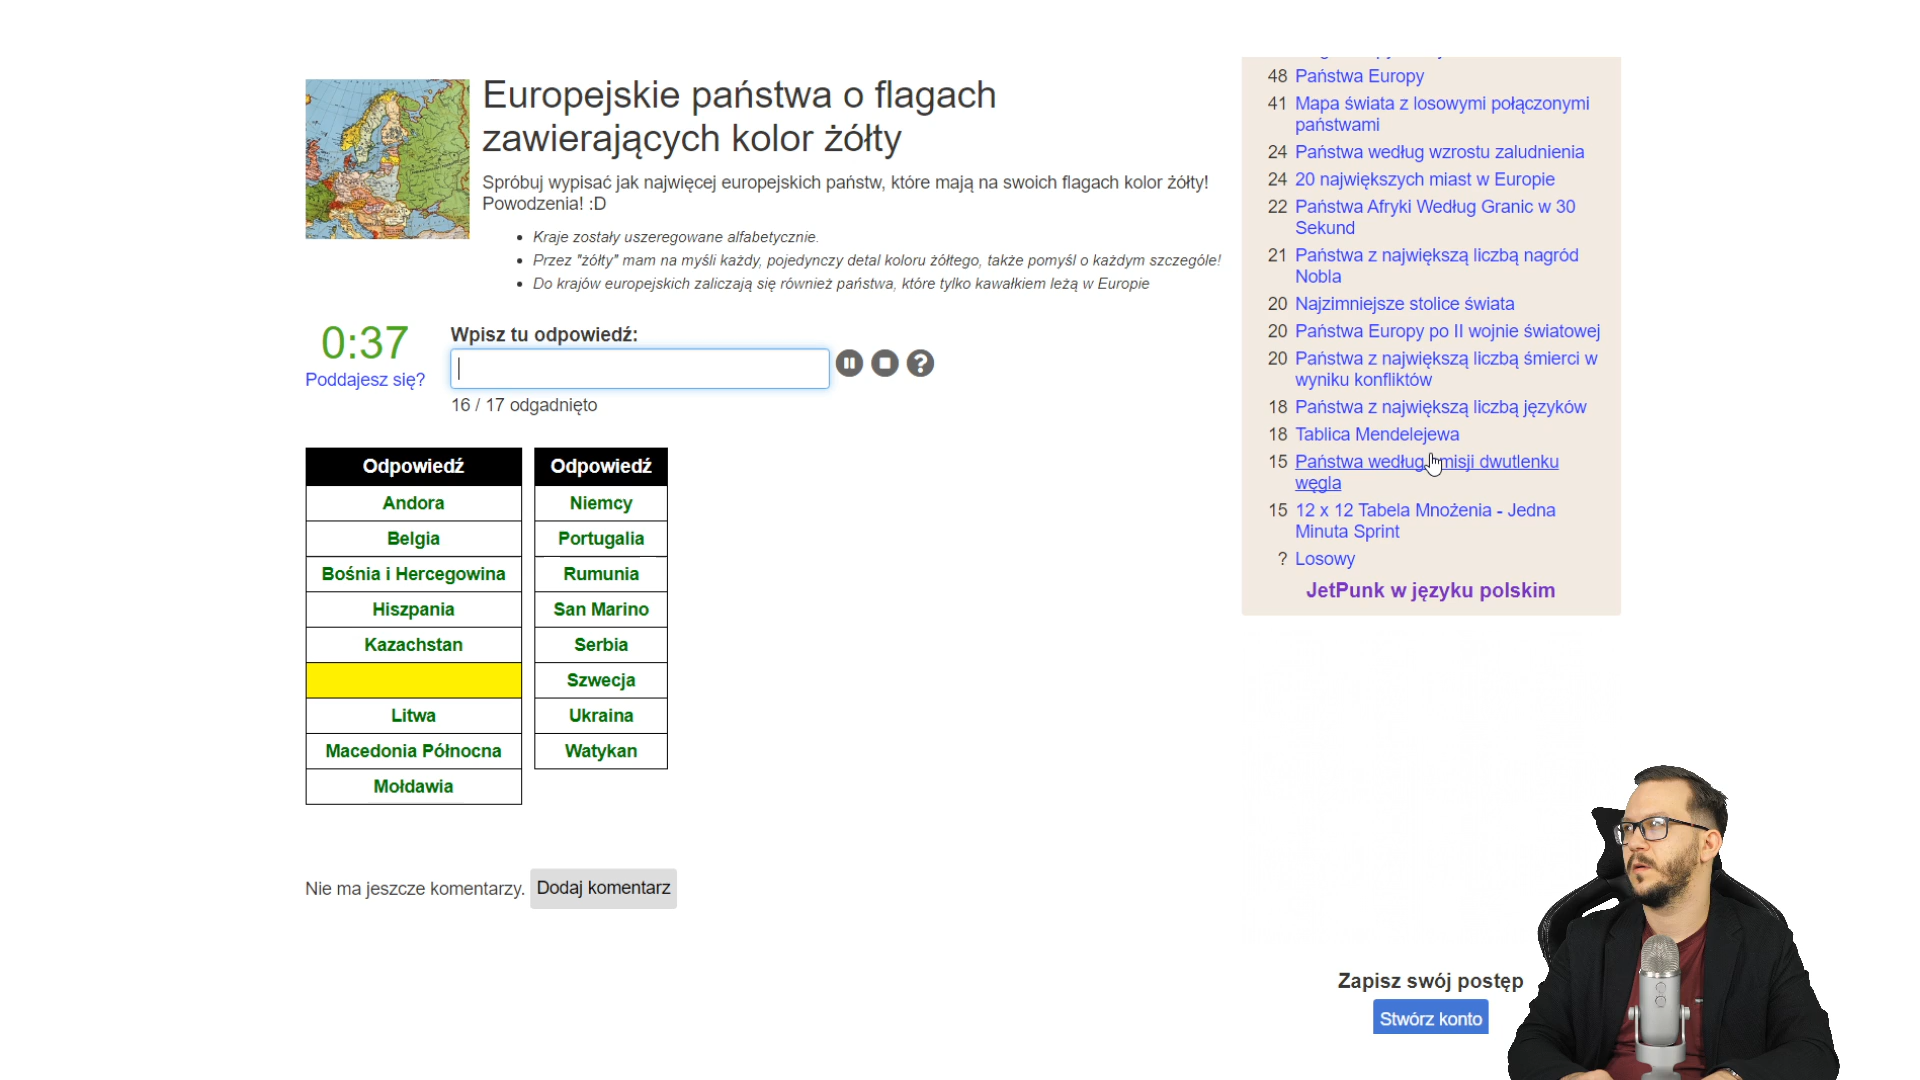 Europejskie państwa o flagach
zawierających kolor żółty
Spróbuj wypisać jak najwięcej europejskich państw, które mają na swoich flagach kolor żółty!
Powodzenia! :D
Kraje zostały uszeregowane alfabetycznie.
Przez "żółty" mam na myśli każdy, pojedynczy detal koloru żółtego, także pomyśl o każdym szczególe!
Do krajów europejskich zaliczają się również państwa, które tylko kawałkiem leżą w Europie
0:37
Poddajesz się?
Wpisz tu odpowiedź:
16 / 17 odgadnięto
Odpowiedź
Andora
Belgia
Bośnia i Hercegowina
Hiszpania
Kazachstan
Litwa
Macedonia Północna
Mołdawia
Odpowiedź
Niemcy
Portugalia
Rumunia
San Marino
Serbia
Szwecja
Ukraina
Watykan
Nie ma jeszcze komentarzy. Dodaj komentarz
48 Państwa Europy
41 Mapa świata z losowymi połączonymi
państwami
24 Państwa według wzrostu zaludnienia
24 20 największych miast w Europie
22 Państwa Afryki Według Granic w 30
Sekund
21 Państwa z największą liczbą nagród
Nobla
20 Najzimniejsze stolice świata
20 Państwa Europy po II wojnie światowej
20 Państwa z największą liczbą śmierci w
wyniku konfliktów
18 Państwa z największą liczbą języków
18 Tablica Mendelejewa
15 Państwa według emisji dwutlenku
węgla
15 12 x 12 Tabela Mnożenia - Jedna
Minuta Sprint
? Losowy
JetPunk w języku polskim
Zapisz swój postęp
Stwórz konto